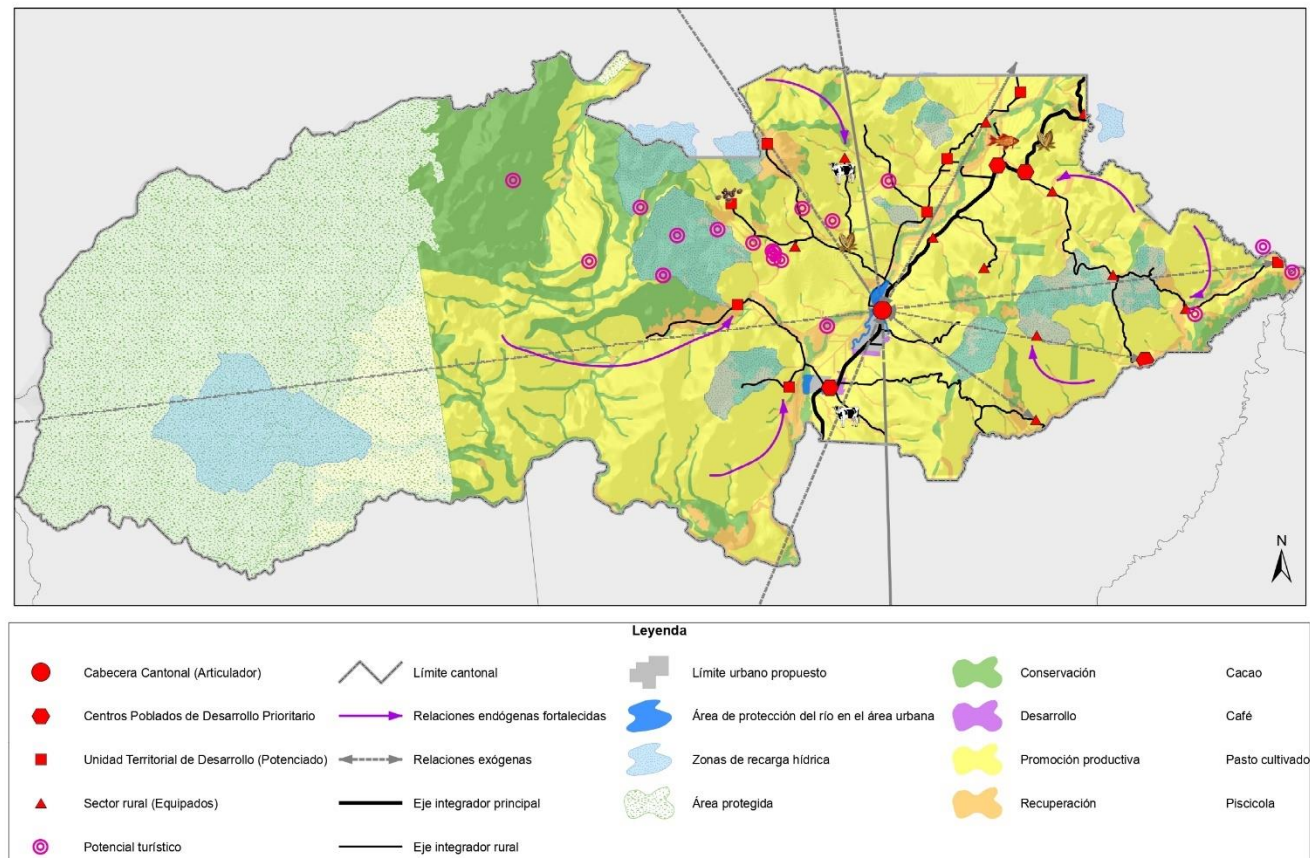 N
Leyenda
Cabecera Cantonal (Articulador)
Centros Poblados de Desarrollo Prioritario
Unidad Territorial de Desarrollo (Potenciado)
Sector rural (Equipados)
Potencial turístico
Límite cantonal
Relaciones endógenas fortalecidas
Relaciones exógenas
Eje integrador principal
Eje integrador rural
Límite urbano propuesto
Área de protección del río en el área urbana
Zonas de recarga hídrica
Área protegida
Conservación
Desarrollo
Promoción productiva
Recuperación
Cacao
Café
Pasto cultivado
Piscicola